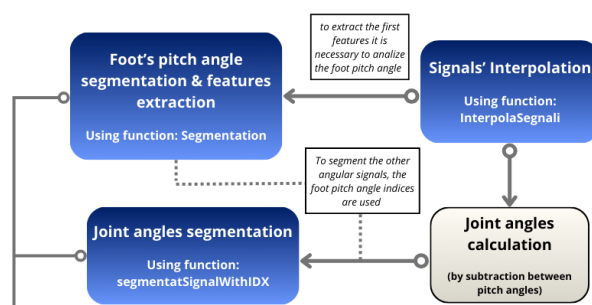 Foot's pitch angle
segmentation & features
extraction
Using function: Segmentation
to extract the first
features it is
necessary to analize
the foot pitch angle
Signals' Interpolation
Using function:
InterpolaSegnali
To segment the other
angular signals, the
foot pitch angle indices
are used
Joint angles segmentation
Using function:
segmentatSignalWithIDX
Joint angles
calculation
(by subtraction between
pitch angles)